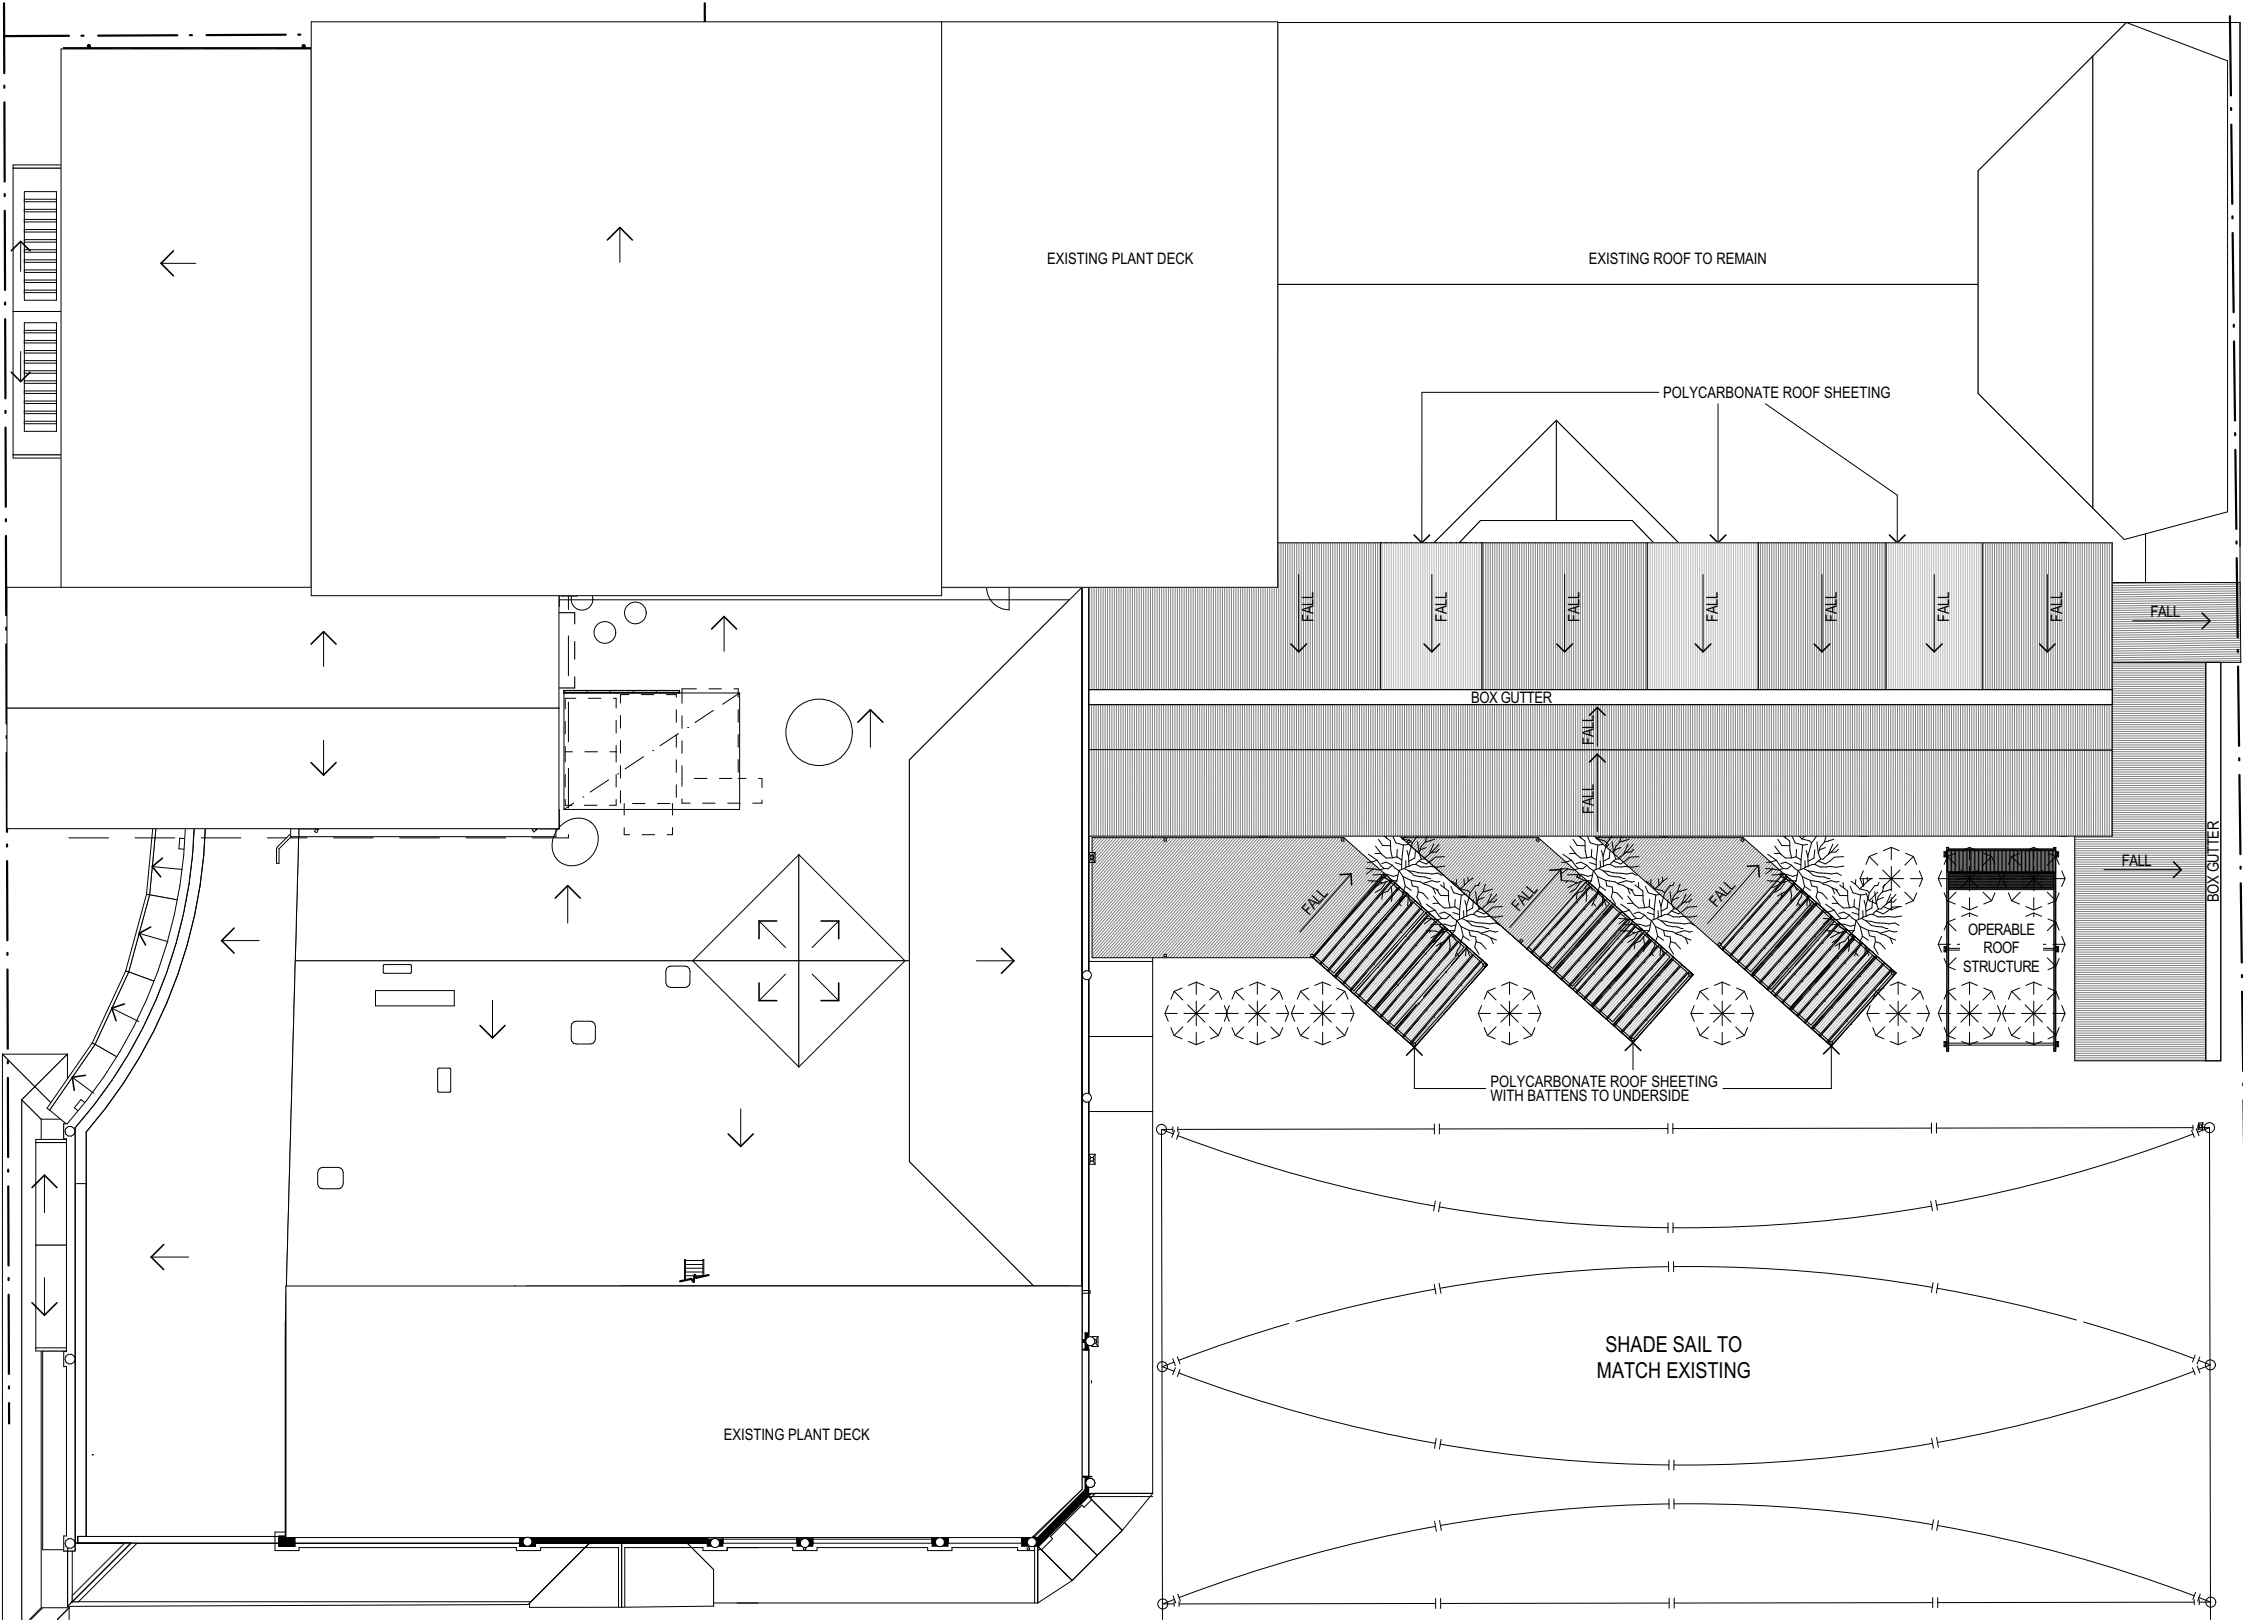 EXISTING PLANT DECK
EXISTING ROOF TO REMAIN
POLYCARBONATE ROOF SHEETING
FALL
FALL
FALL
FALL
FALL
FALL
FALL
FALL
BOX GUTTER
FALL
FALL
FALL
BOX GUTTER
FALL
FALL
FALL
OPERABLE
ROOF
STRUCTURE
POLYCARBONATE ROOF SHEETING
WITH BATTENS TO UNDERSIDE
SHADE SAIL TO
MATCH EXISTING
EXISTING PLANT DECK